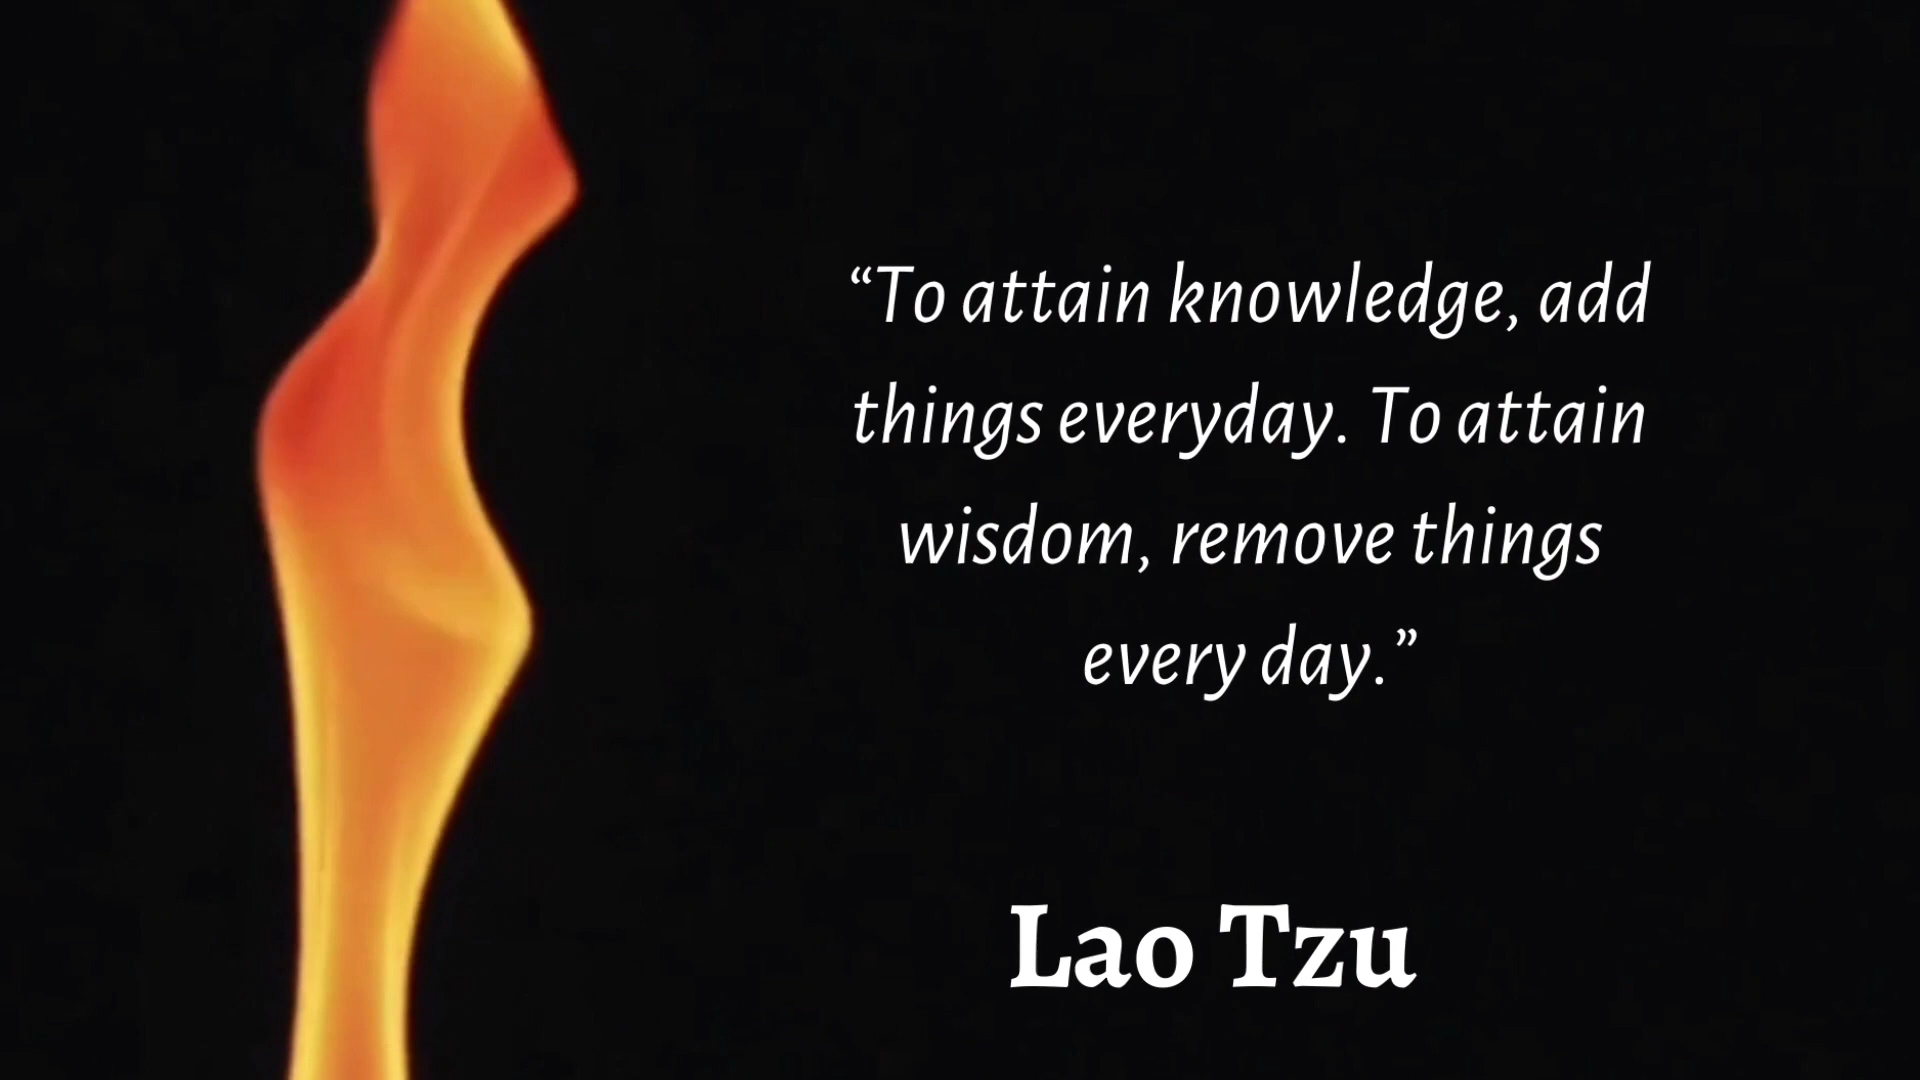 “To attain knowledge, add
things everyday. To attain
wisdom, remove things
every day.”
Lao Tzu